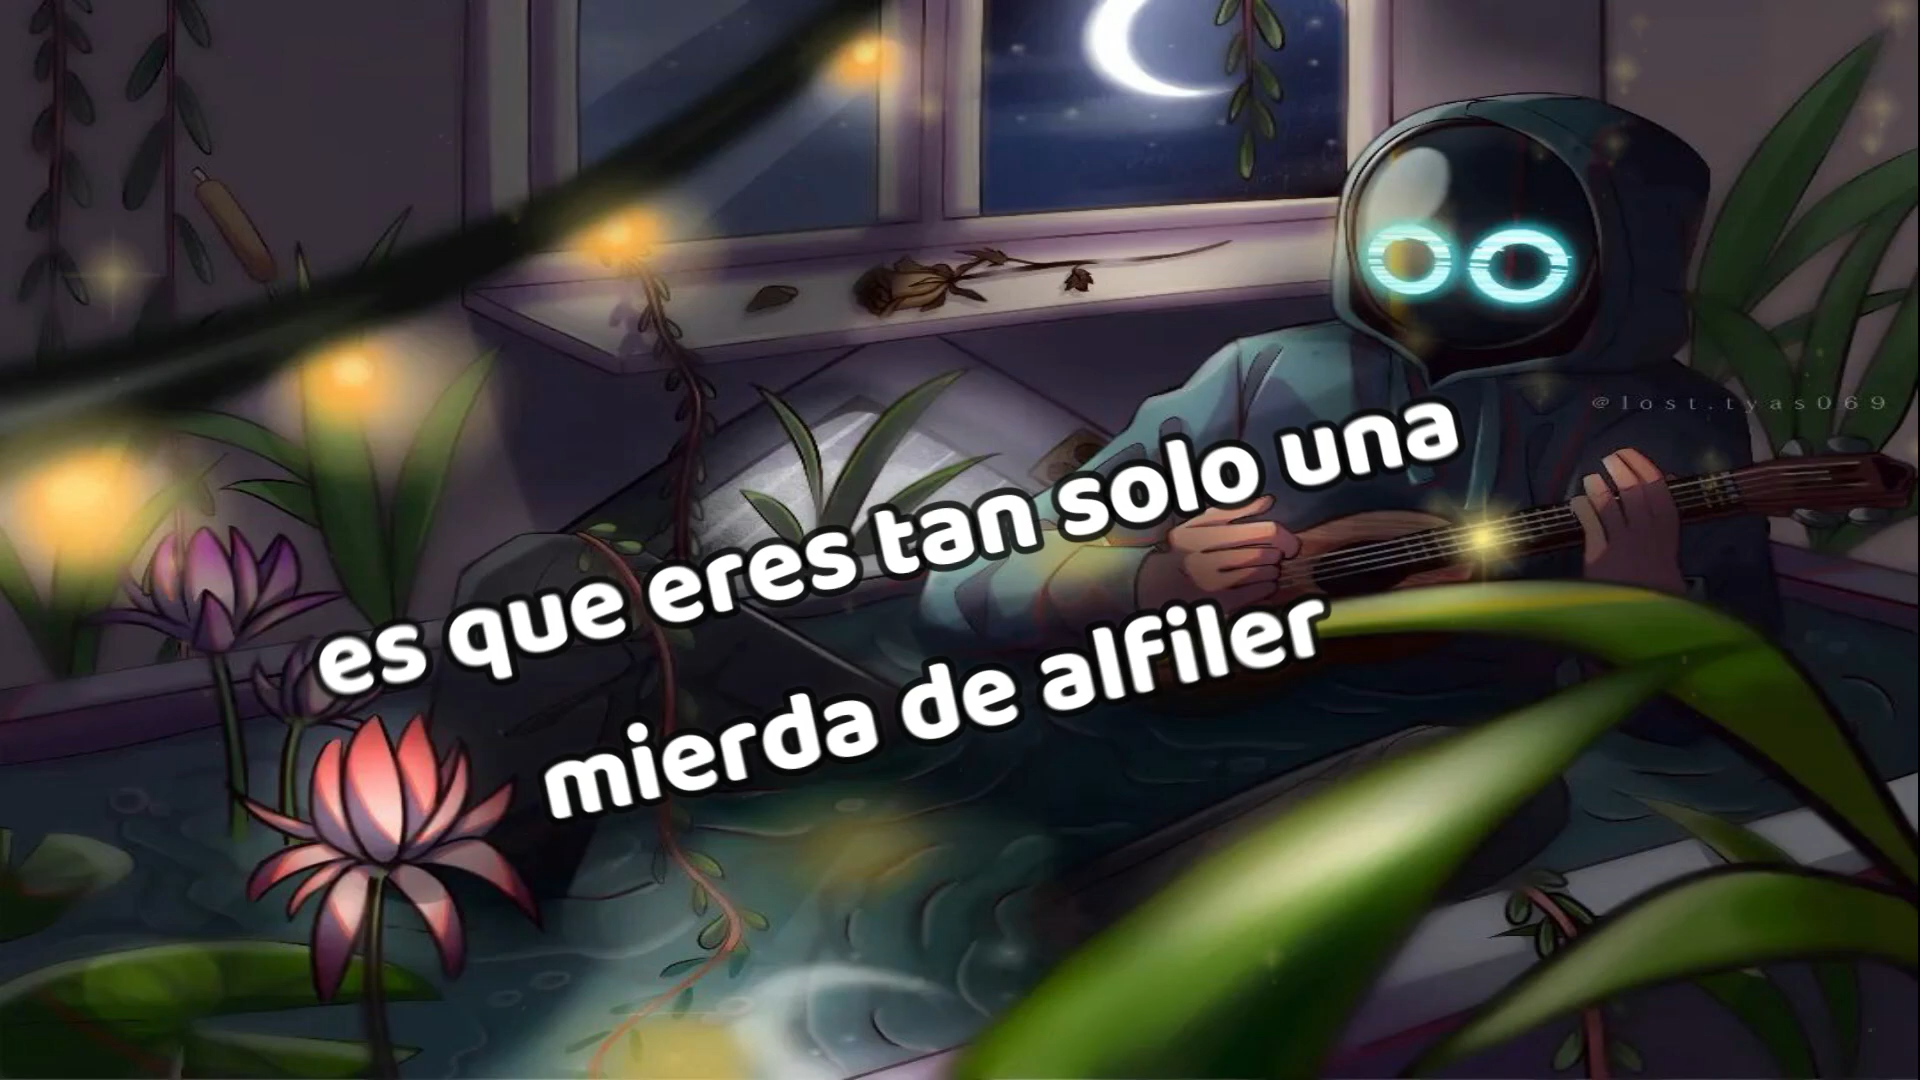 @lost.tyas069
es que eres tan solo una
mierda de alfiler